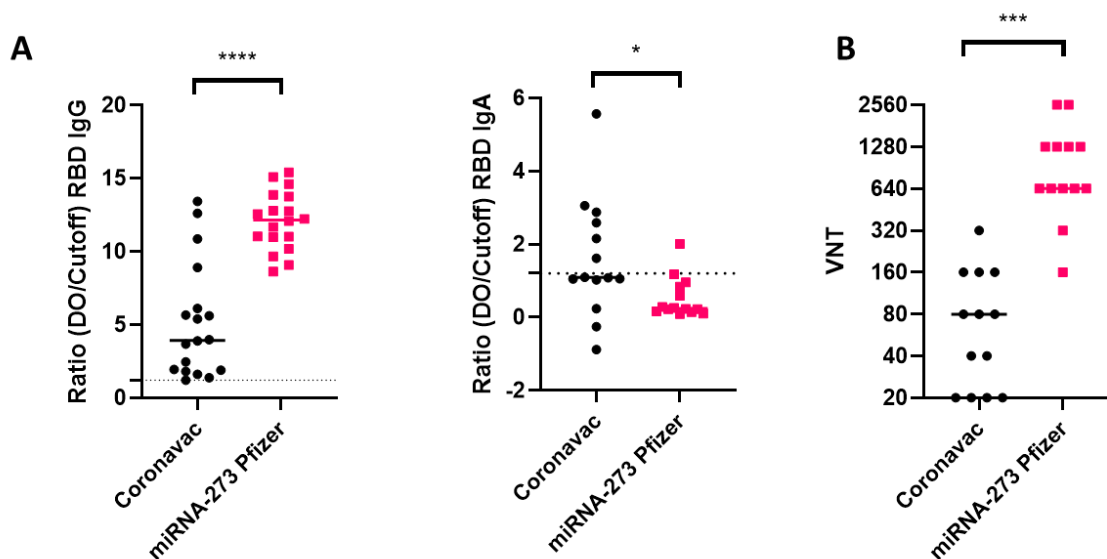 A
****
Ratio (DO/Cutoff) RBD IgG
20
15
10
5
0
Coronavac
miRNA-273 Pfizer
*
Ratio (DO/Cutoff) RBD IgA
6
4
2
0
-2
Coronavac
miRNA-273 Pfizer
B
***
VNT
2560
1280
640
320
160
80
40
20
Coronavac
miRNA-273 Pfizer